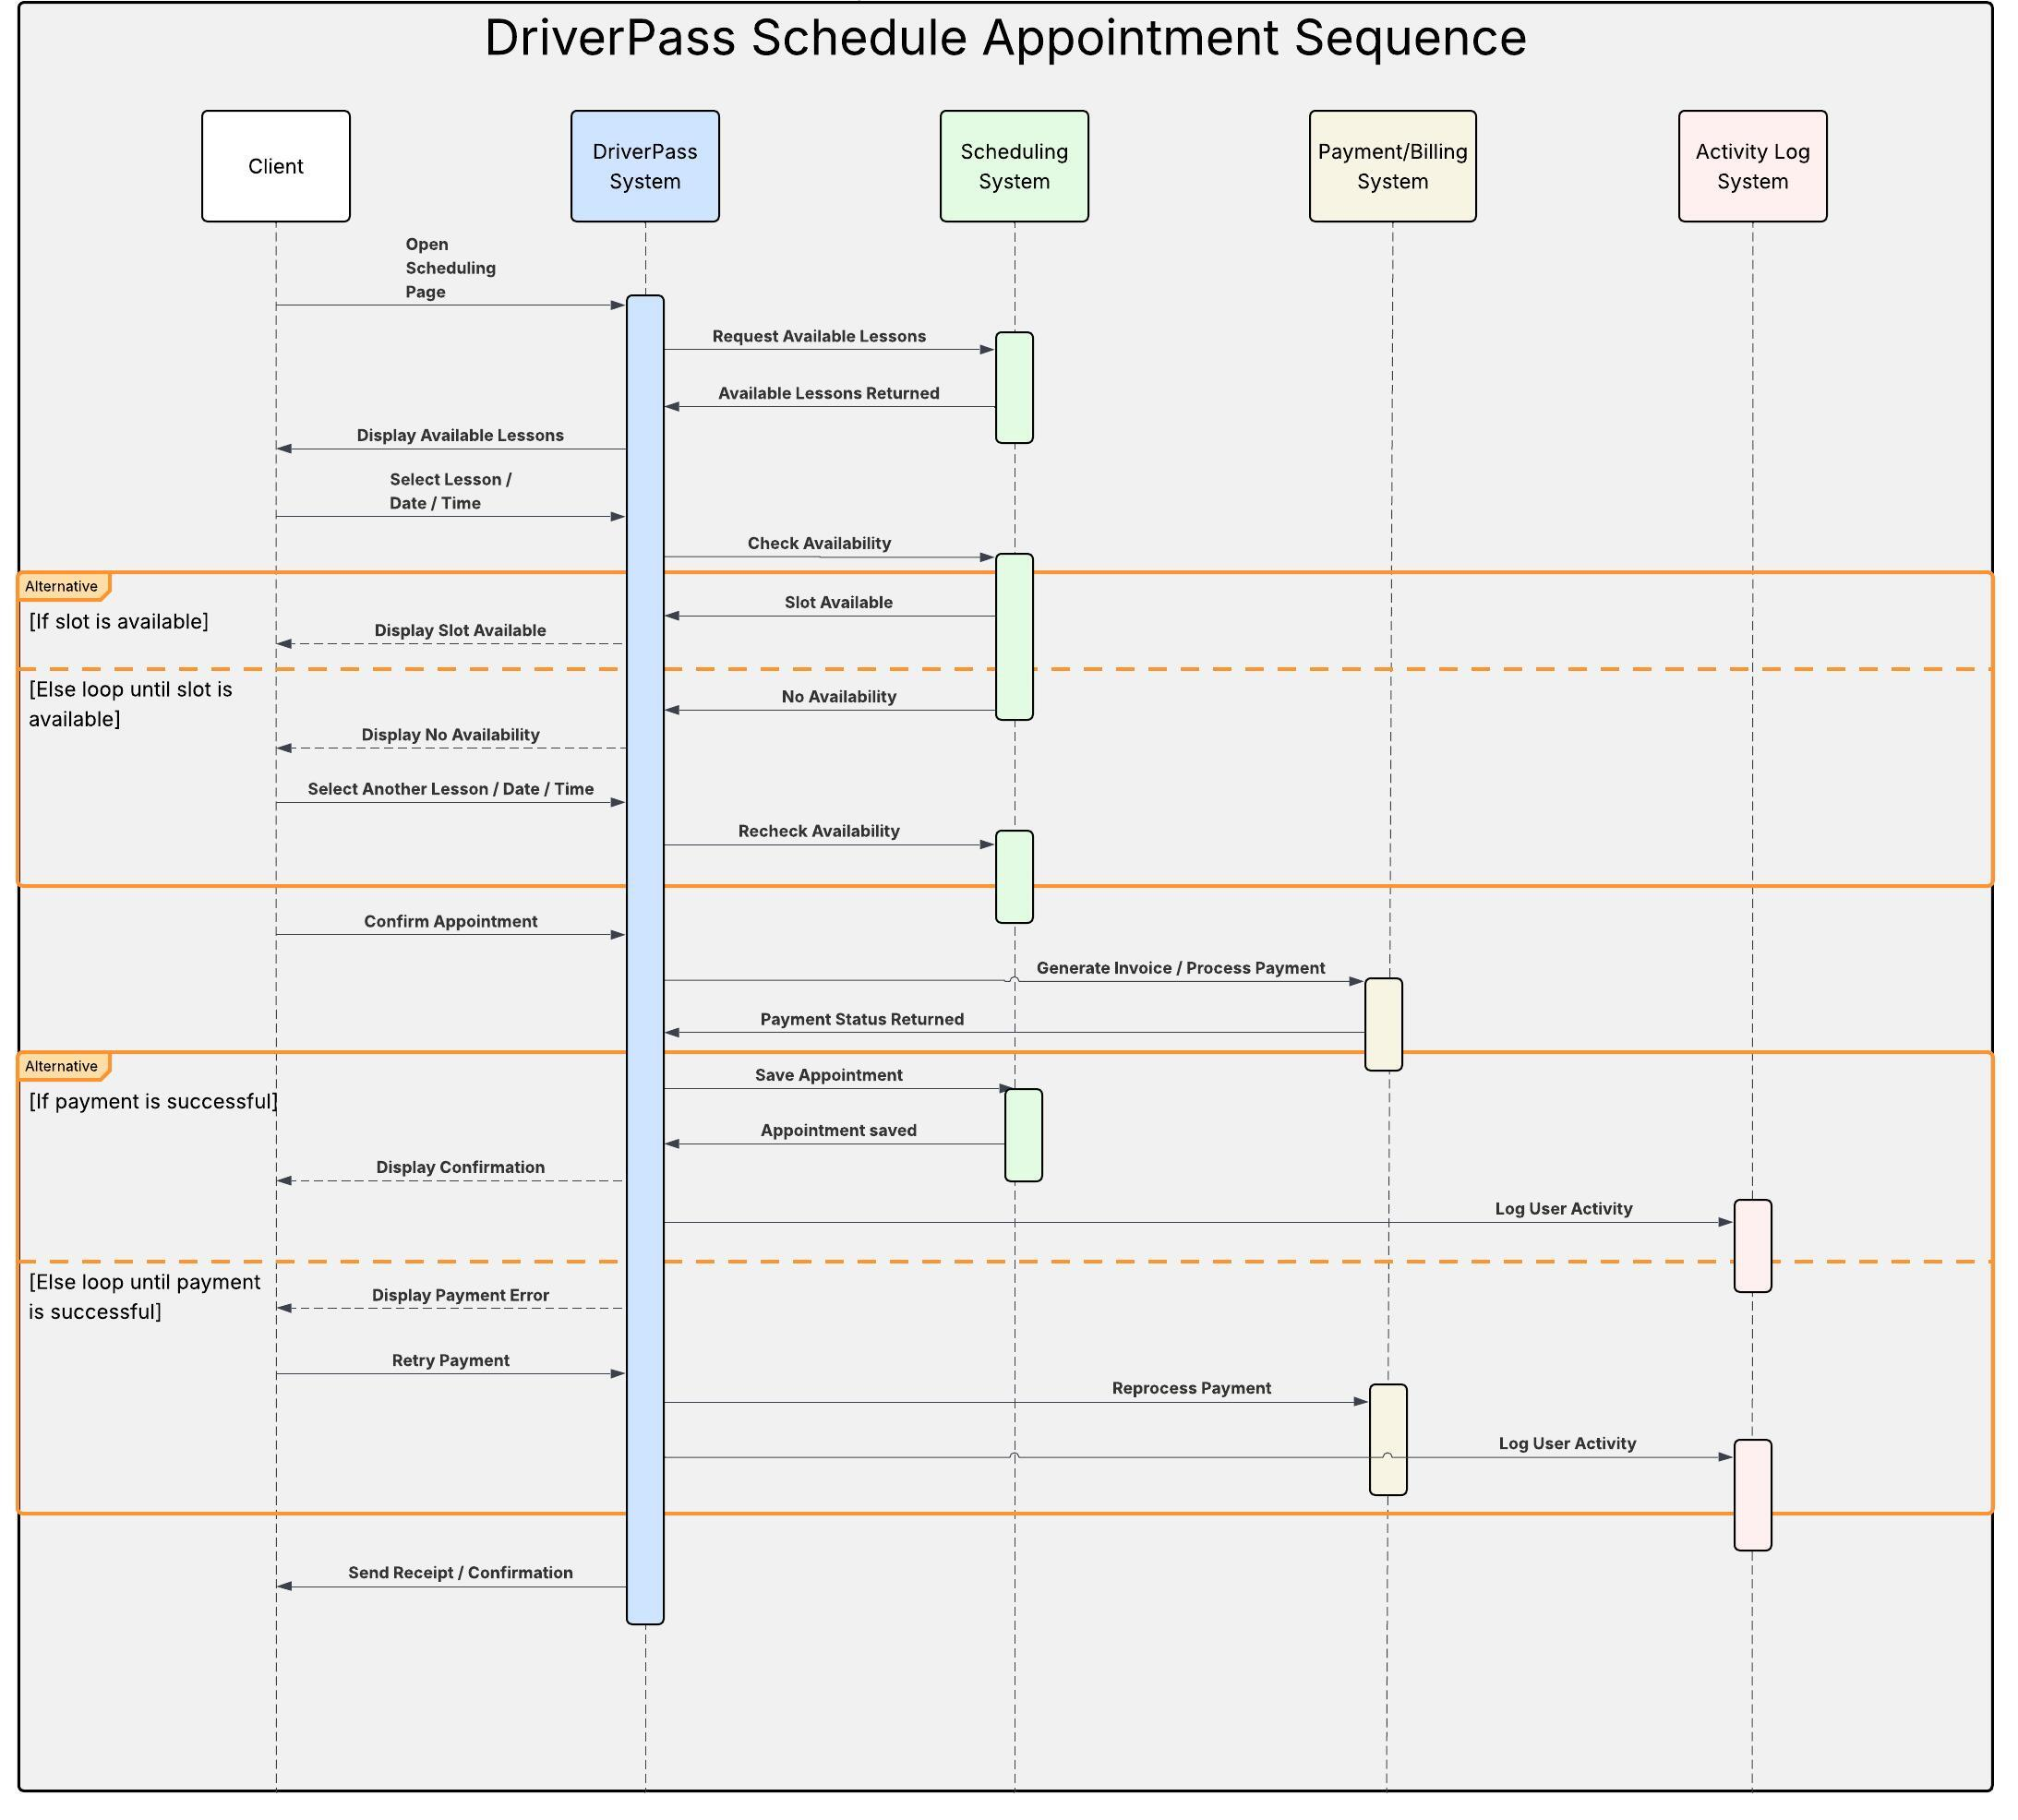 DriverPass Schedule Appointment Sequence
Client
DriverPass
System
Scheduling
System
Payment/Billing
System
Activity Log
System
Open
Scheduling
Page
Request Available Lessons
Available Lessons Returned
Display Available Lessons
Select Lesson /
Date / Time
Check Availability
Alternative
[If slot is available]
Slot Available
Display Slot Available
[Else loop until slot is
available]
No Availability
Display No Availability
Select Another Lesson / Date / Time
Recheck Availability
Confirm Appointment
Generate Invoice / Process Payment
Payment Status Returned
Alternative
[If payment is successful]
Save Appointment
Appointment saved
Display Confirmation
Log User Activity
[Else loop until payment
is successful]
Display Payment Error
Retry Payment
Reprocess Payment
Log User Activity
Send Receipt / Confirmation